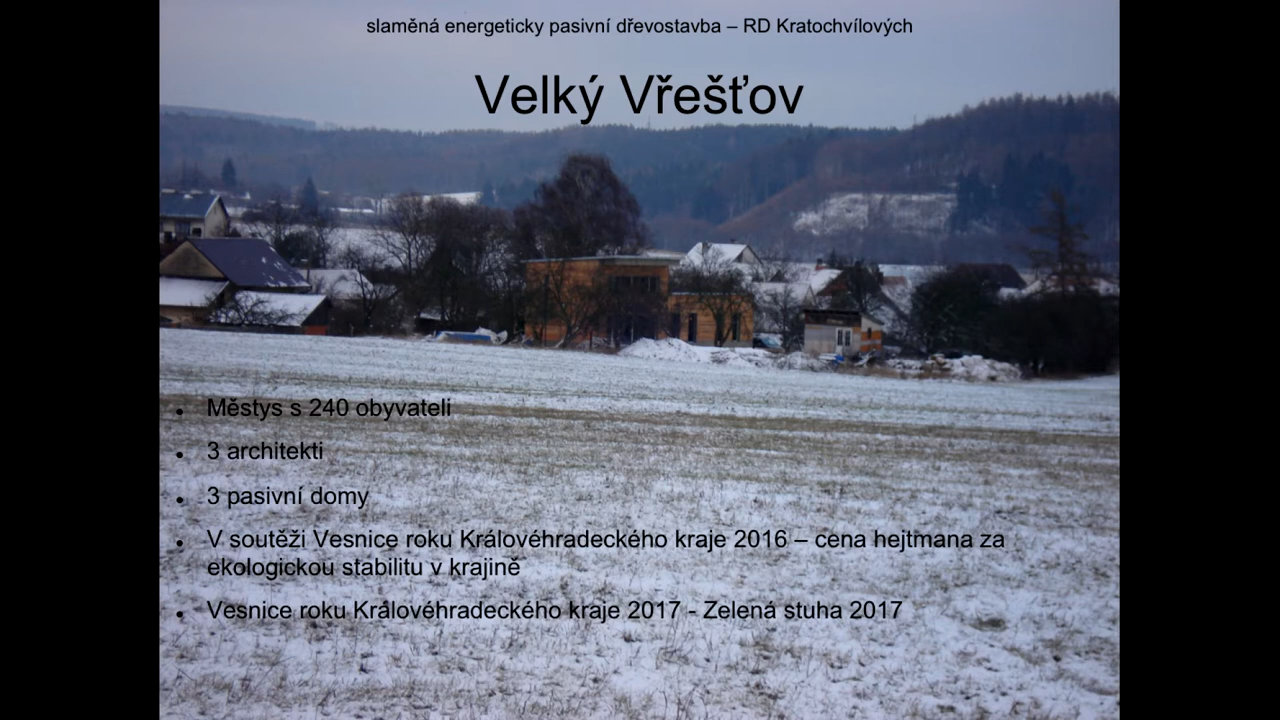 slaměná energeticky pasivní dřevostavba – RD Kratochvílových
Velký Vřešťov
● Městys s 240 obyvateli
● 3 architekti
● 3 pasivní domy
● V soutěži Vesnice roku Královéhradeckého kraje 2016 – cena hejtmana za
ekologickou stabilitu v krajině
● Vesnice roku Královéhradeckého kraje 2017 - Zelená stuha 2017